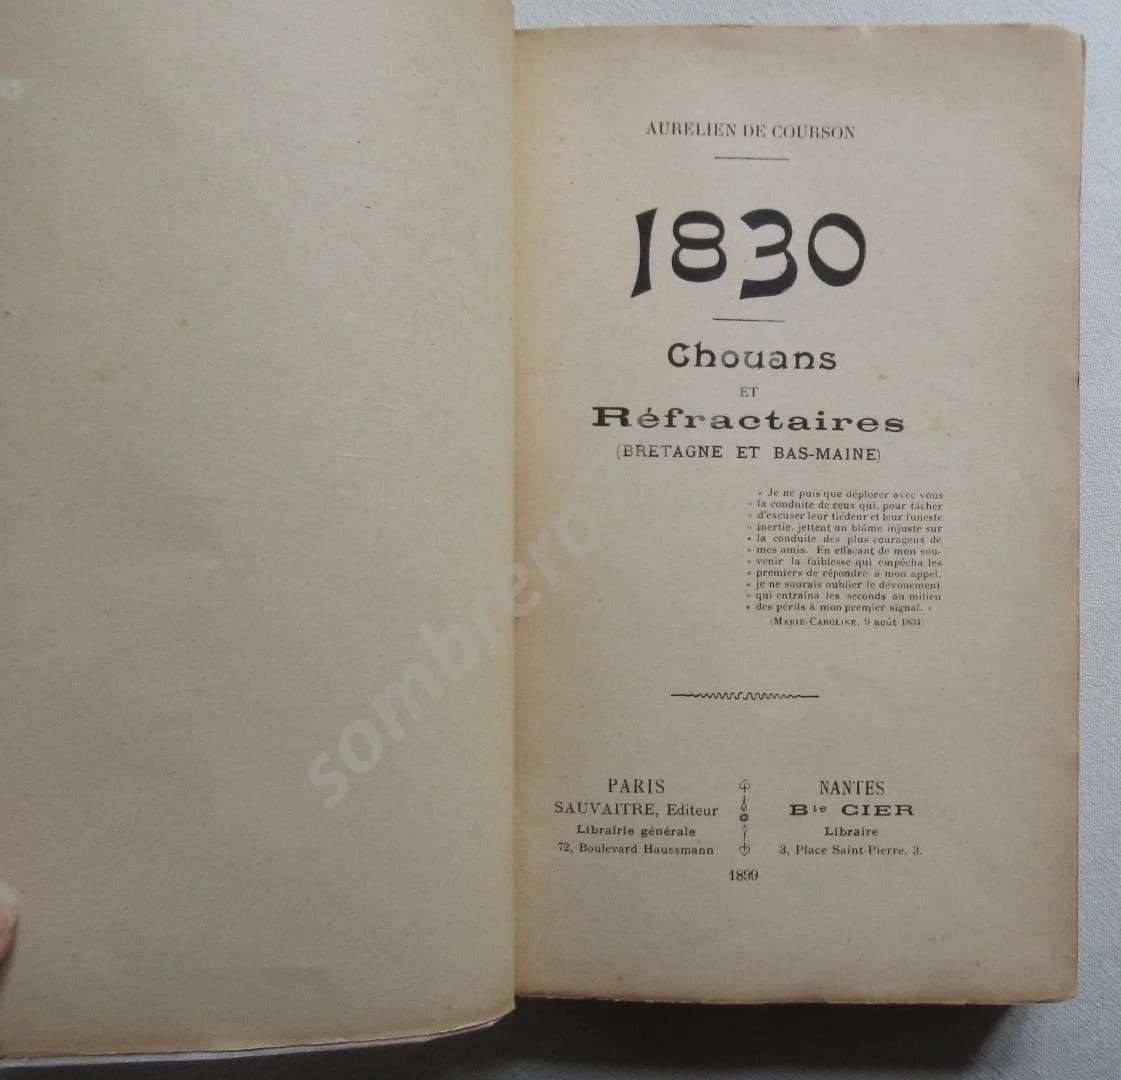 AURELIEN DE COURSON
1830
Chouans
ET
Réfractaires
(BRETAGNE ET BAS-MAINE)
« Je ne puis que déplorer avec vous
« la conduite de ceux qui, pour tâcher
« d'excuser leur tiédeur et leur funeste
« inertie, jettent un blâme injuste sur
« la conduite des plus courageux de
« mes amis. En effaçant de mon sou-
« venir la faiblesse qui empêcha les
« premiers de répondre à mon appel,
« je ne saurais oublier le dévouement
« qui entraîna les seconds au milieu
« des périls à mon premier signal. »
(MARIE-CAROLINE, 9 août 1834)
PARIS
SAUVAITRE, Editeur
Librairie générale
72, Boulevard Haussmann
NANTES
Bte CIER
Libraire
3, Place Saint-Pierre, 3.
1899